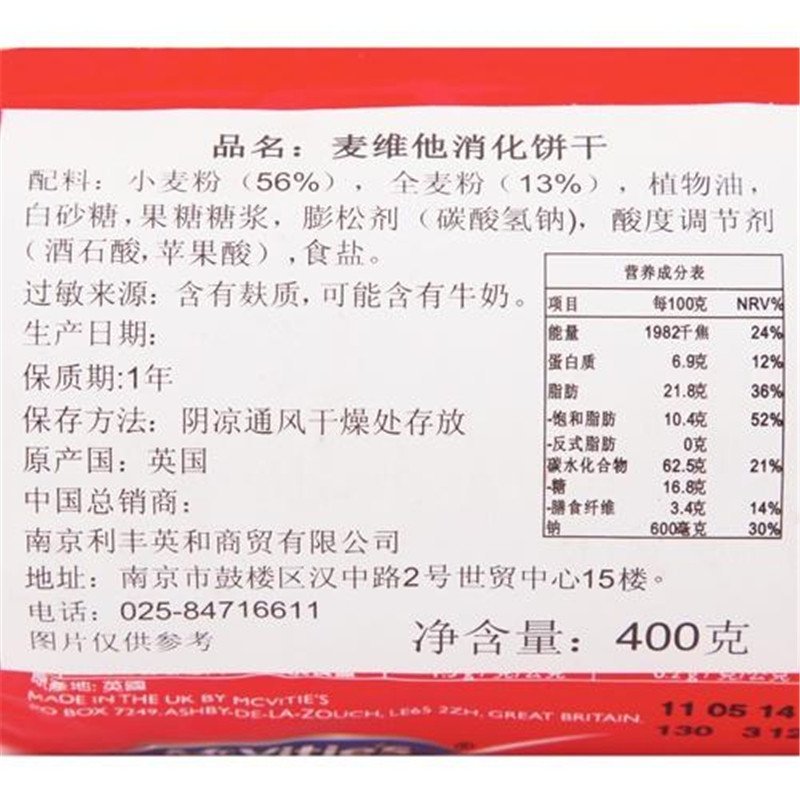 品名：麦维他消化饼干
配料：小麦粉（56%），全麦粉（13%），植物油，
白砂糖,果糖糖浆，膨松剂（碳酸氢钠)，酸度调节剂
（酒石酸,苹果酸）,食盐。
过敏来源：含有麸质,可能含有牛奶。
生产日期：
保质期:1年
保存方法：阴凉通风干燥处存放
原产国：英国
中国总销商：
南京利丰英和商贸有限公司
地址：南京市鼓楼区汉中路2号世贸中心15楼。
电话：025-84716611
图片仅供参考
营养成分表
项目 每100克 NRV%
能量 1982千焦 24%
蛋白质 6.9克 12%
脂肪 21.8克 36%
-饱和脂肪 10.4克 52%
-反式脂肪 0克
碳水化合物 62.5克 21%
-糖 16.8克
-膳食纤维 3.4克 14%
钠 600毫克 30%
净含量：400克
產地: 英國
MADE IN THE UK BY MCVITIE'S
PO BOX 7249, ASHBY-DE-LA-ZOUCH, LE65 2ZH, GREAT BRITAIN.
11 05 14
130 312
McVitie's